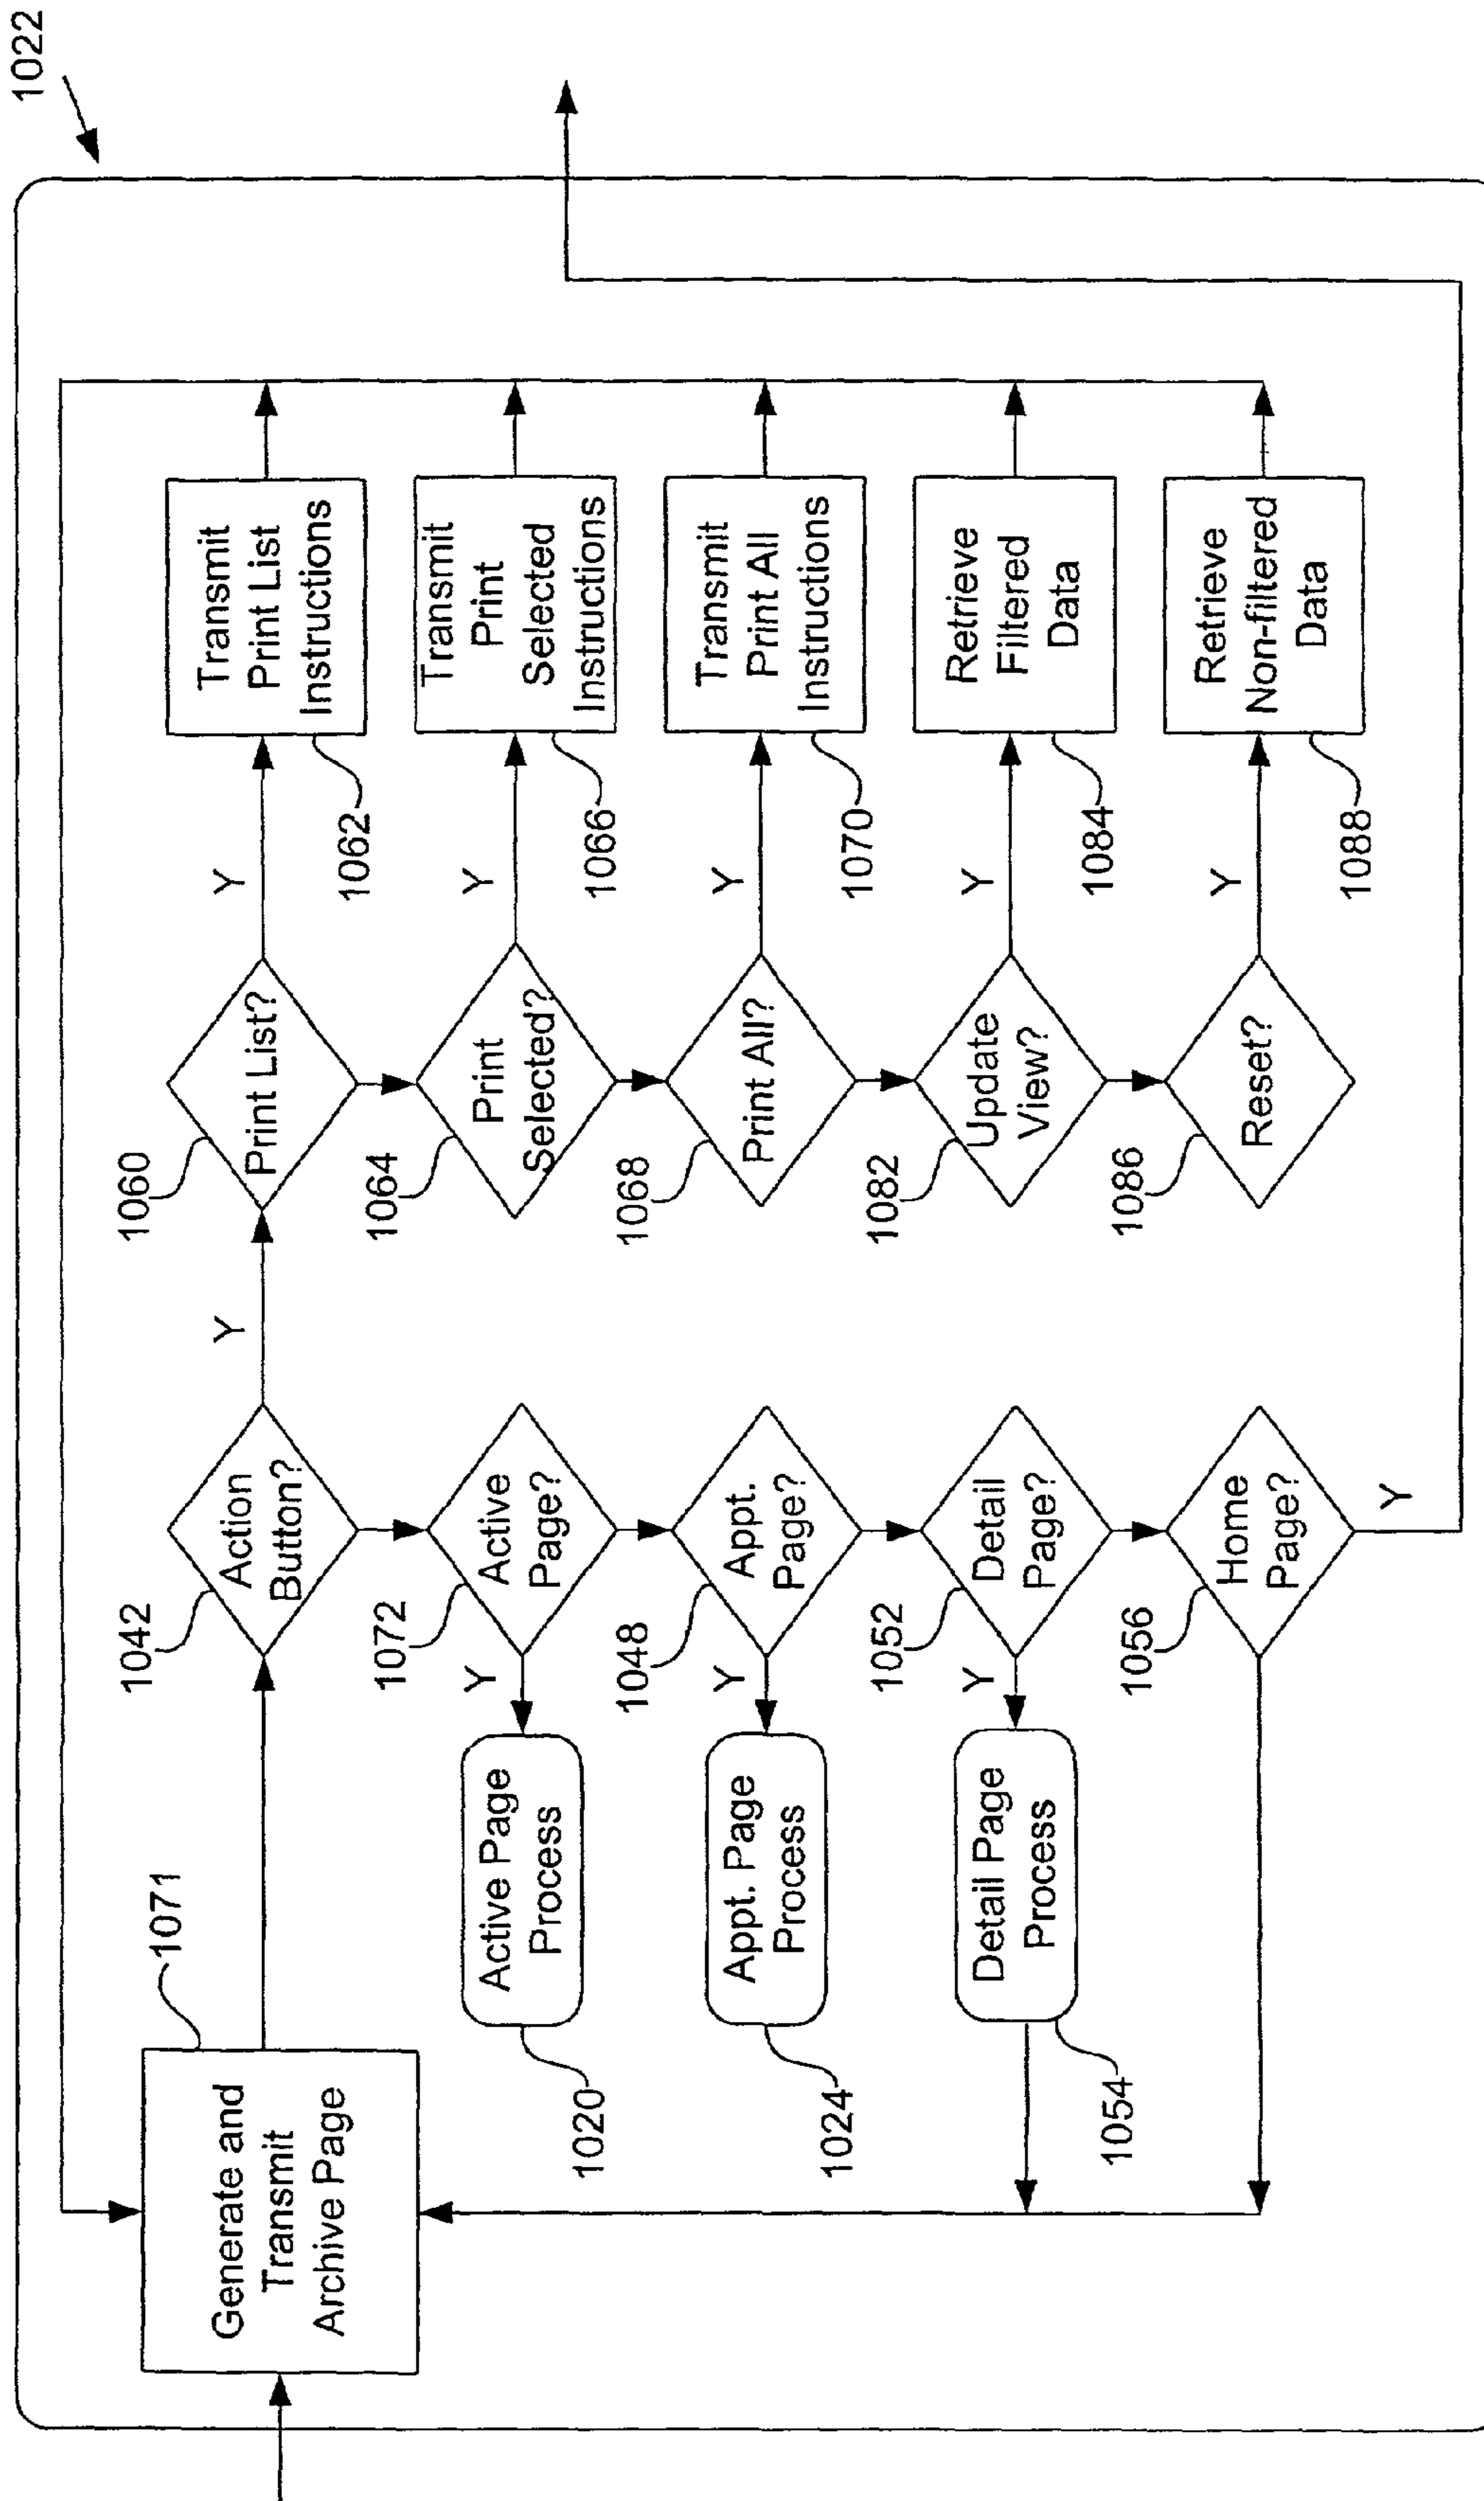 1022
Generate and
Transmit
Archive Page
1071
Action
Button?
1042
Y
Print List?
1060
Y
Transmit
Print List
Instructions
1062
Active
Page?
1072
Y
Active Page
Process
1020
Print
Selected?
1064
Y
Transmit
Print
Selected
Instructions
1066
Appt.
Page?
1048
Y
Appt. Page
Process
1024
Print All?
1068
Y
Transmit
Print All
Instructions
1070
Detail
Page?
1052
Y
Detail Page
Process
1054
Update
View?
1082
Y
Retrieve
Filtered
Data
1084
Home
Page?
1056
Y
Reset?
1086
Y
Retrieve
Non-filtered
Data
1088